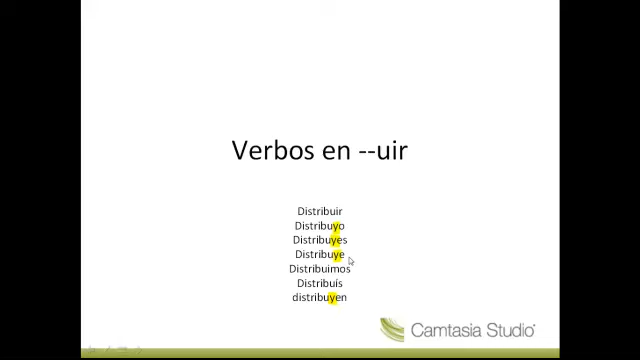 Verbos en --uir
Distribuir
Distribuyo
Distribuyes
Distribuye
Distribuimos
Distribuís
distribuyen
Camtasia Studio